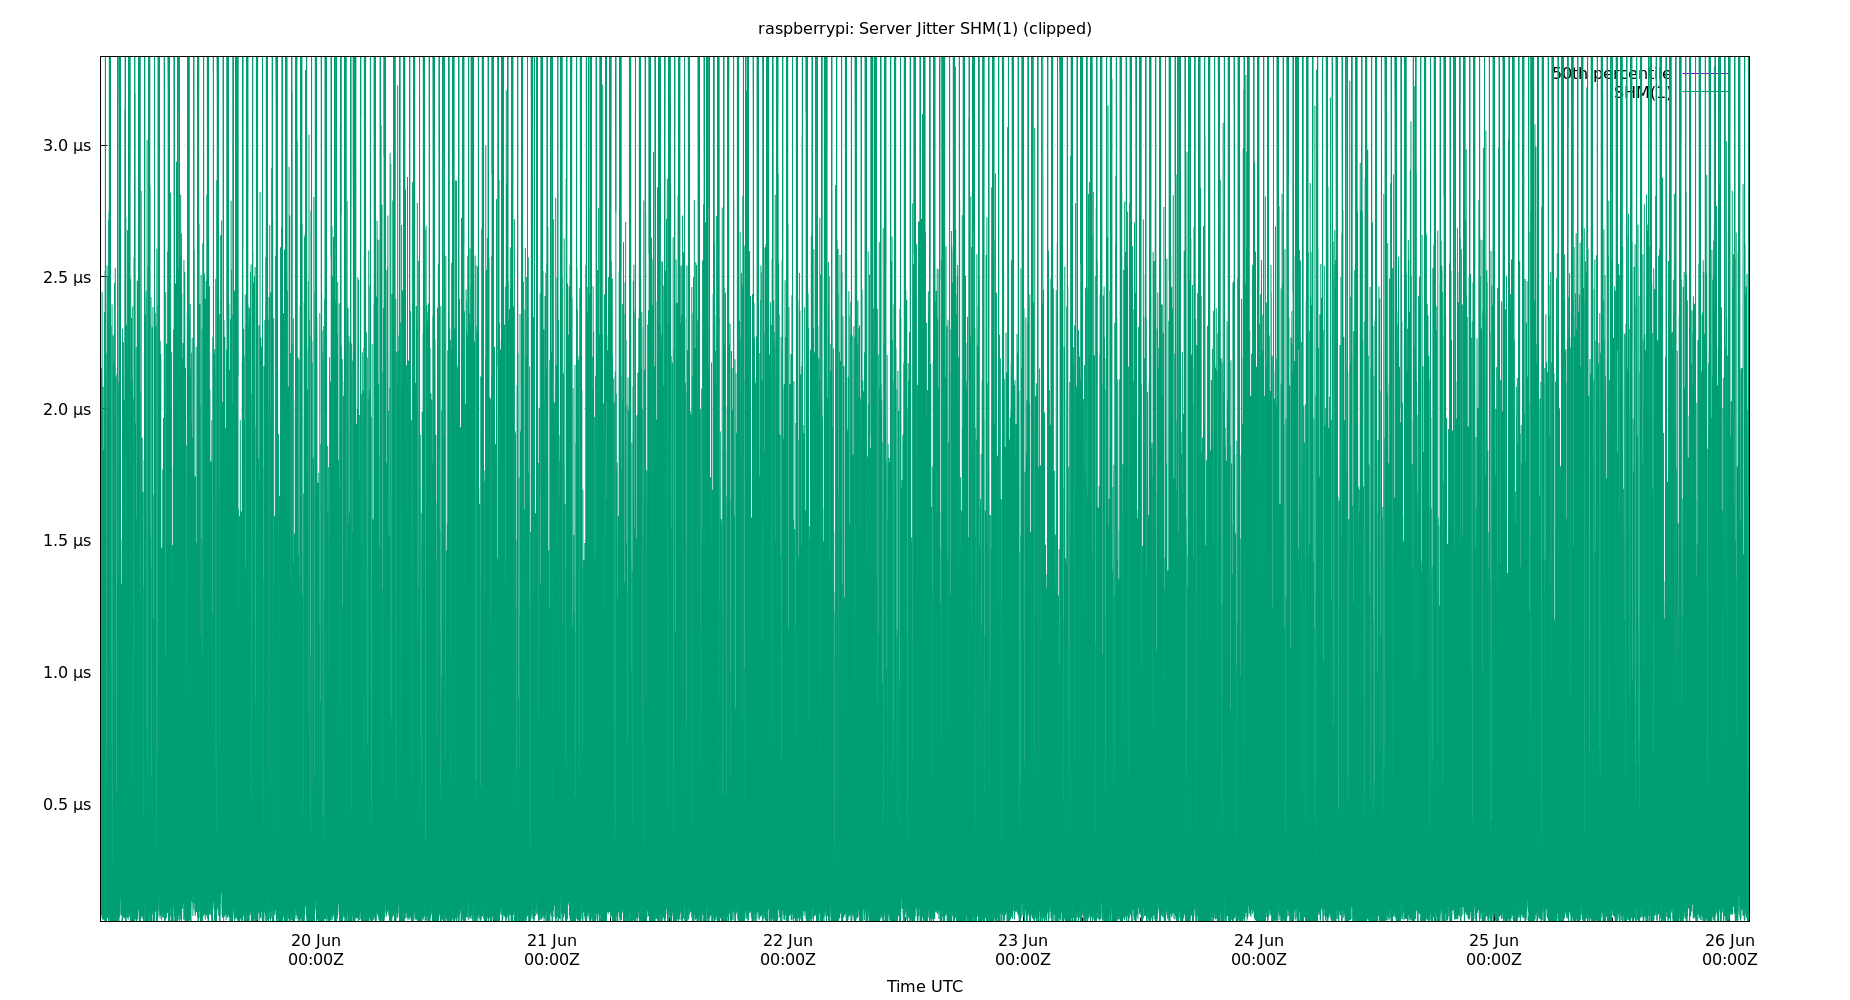 raspberrypi: Server Jitter SHM(1) (clipped)
50th percentile
SHM(1)
3.0 µs
2.5 µs
2.0 µs
1.5 µs
1.0 µs
0.5 µs
20 Jun 21 Jun 22 Jun 23 Jun 24 Jun 25 Jun 26 Jun
00:00Z 00:00Z 00:00Z 00:00Z 00:00Z 00:00Z 00:00Z
Time UTC